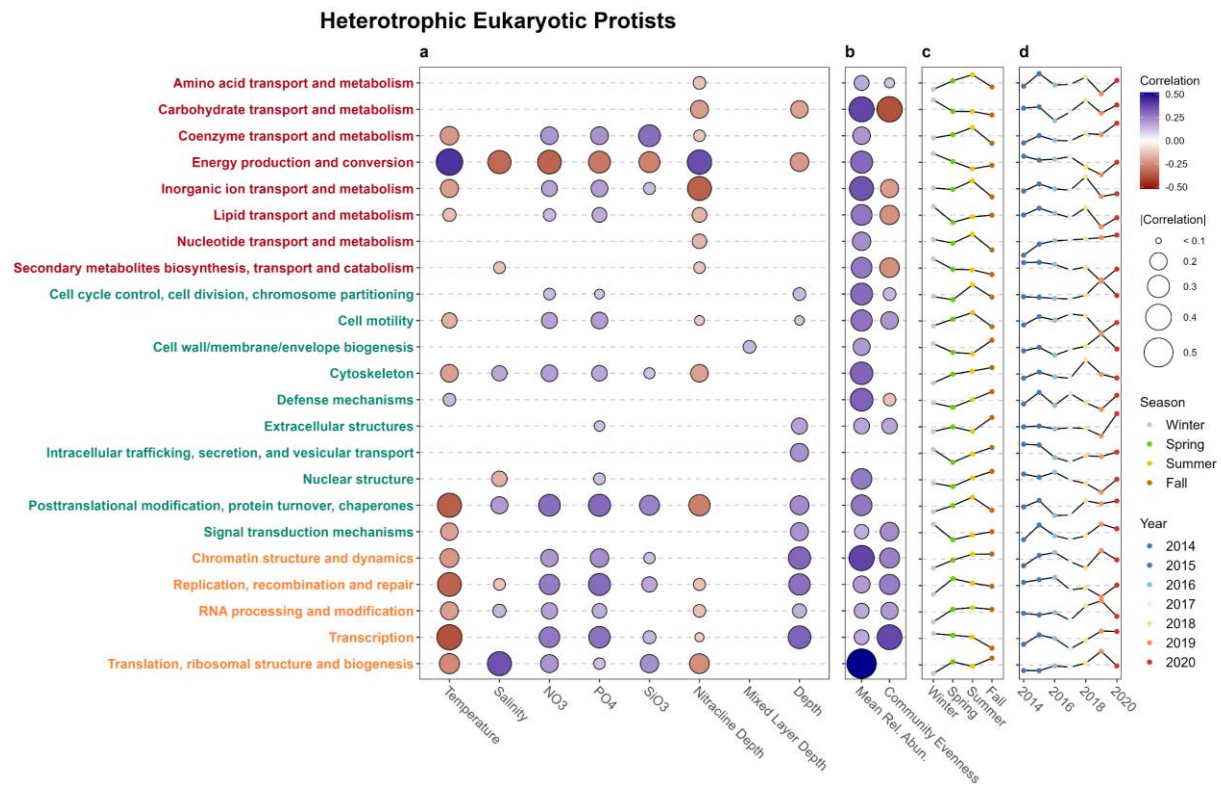 Heterotrophic Eukaryotic Protists
a b c d
Amino acid transport and metabolism
Carbohydrate transport and metabolism
Coenzyme transport and metabolism
Energy production and conversion
Inorganic ion transport and metabolism
Lipid transport and metabolism
Nucleotide transport and metabolism
Secondary metabolites biosynthesis, transport and catabolism
Cell cycle control, cell division, chromosome partitioning
Cell motility
Cell wall/membrane/envelope biogenesis
Cytoskeleton
Defense mechanisms
Extracellular structures
Intracellular trafficking, secretion, and vesicular transport
Nuclear structure
Posttranslational modification, protein turnover, chaperones
Signal transduction mechanisms
Chromatin structure and dynamics
Replication, recombination and repair
RNA processing and modification
Transcription
Translation, ribosomal structure and biogenesis
Temperature
Salinity
NO3
PO4
SiO3
Nitracline Depth
Mixed Layer Depth
Depth
Mean Rel. Abun.
Community Evenness
Winter
Spring
Summer
Fall
2014
2016
2018
2020
Correlation
0.50
0.25
0.00
-0.25
-0.50
|Correlation|
< 0.1
0.2
0.3
0.4
0.5
Season
Winter
Spring
Summer
Fall
Year
2014
2015
2016
2017
2018
2019
2020